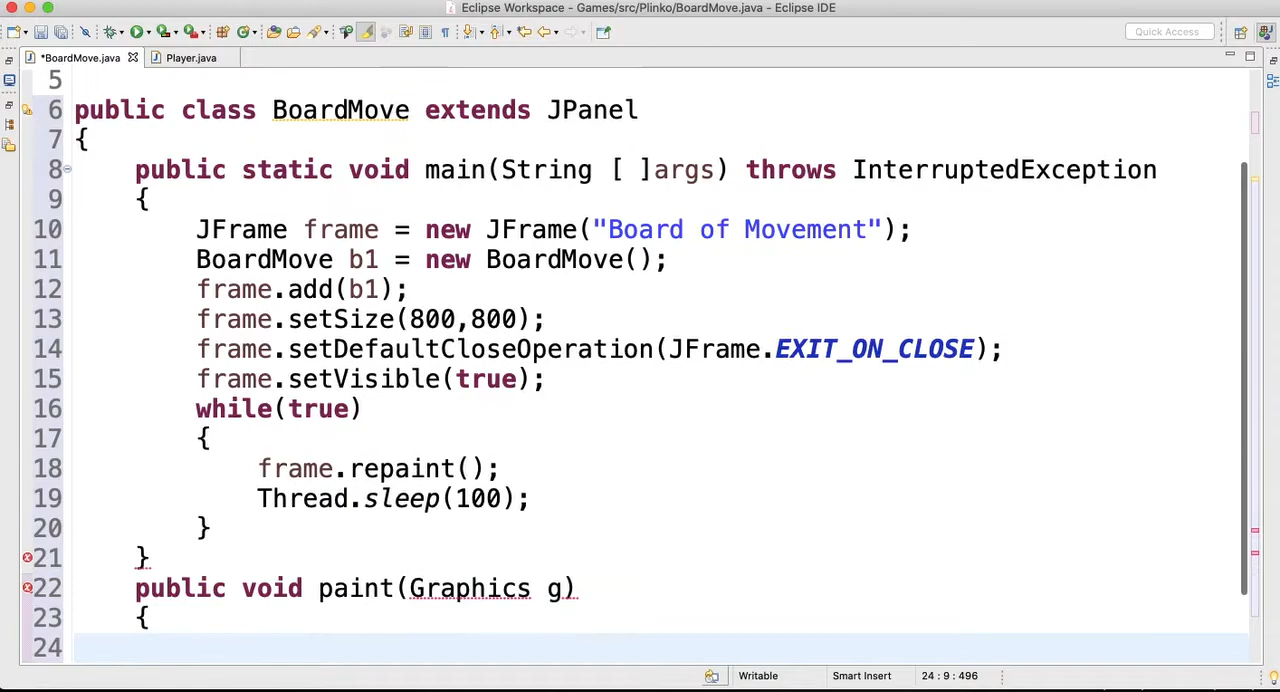 Eclipse Workspace - Games/src/Plinko/BoardMove.java - Eclipse IDE
Quick Access
*BoardMove.java Player.java
5
6 public class BoardMove extends JPanel
7 {
8 public static void main(String [ ]args) throws InterruptedException
9 {
10 JFrame frame = new JFrame("Board of Movement");
11 BoardMove b1 = new BoardMove();
12 frame.add(b1);
13 frame.setSize(800,800);
14 frame.setDefaultCloseOperation(JFrame.EXIT_ON_CLOSE);
15 frame.setVisible(true);
16 while(true)
17 {
18 frame.repaint();
19 Thread.sleep(100);
20 }
21 }
22 public void paint(Graphics g)
23 {
24
Writable Smart Insert 24 : 9 : 496